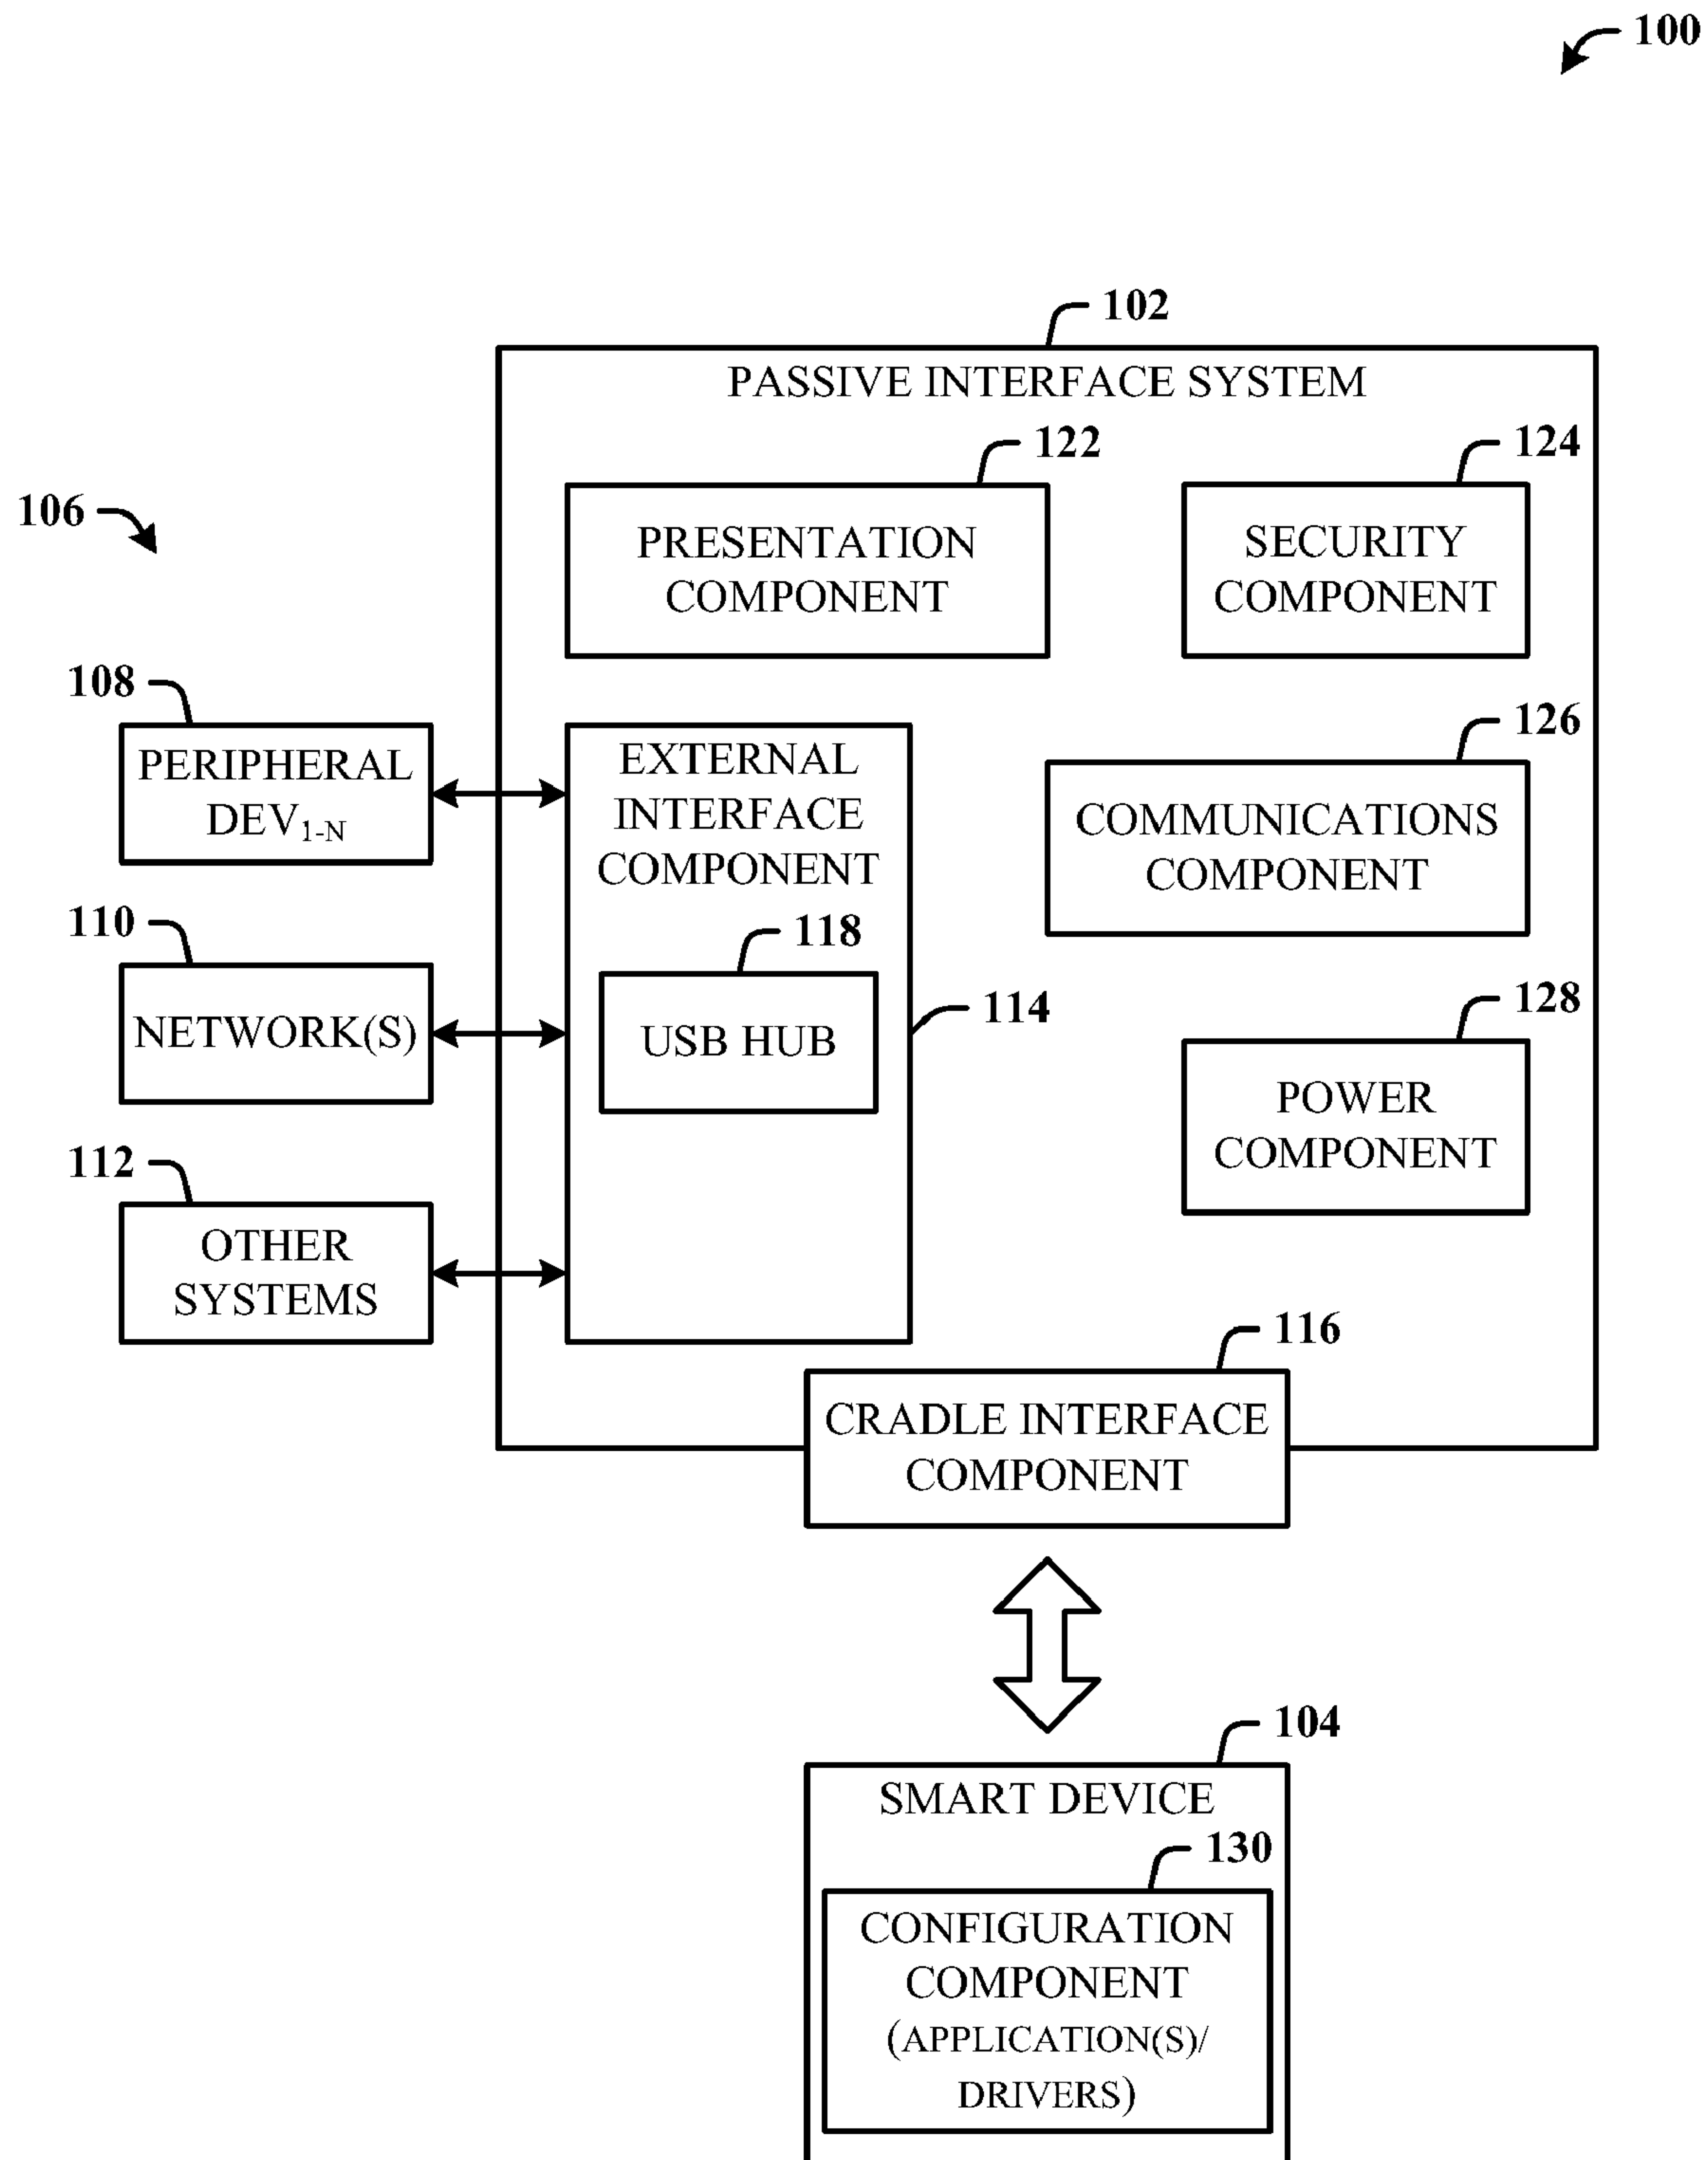 100
102
PASSIVE INTERFACE SYSTEM
122
124
PRESENTATION
COMPONENT
SECURITY
COMPONENT
106
108
PERIPHERAL
DEV1-N
EXTERNAL
INTERFACE
COMPONENT
126
COMMUNICATIONS
COMPONENT
110
NETWORK(S)
118
USB HUB
114
128
POWER
COMPONENT
112
OTHER
SYSTEMS
116
CRADLE INTERFACE
COMPONENT
104
SMART DEVICE
130
CONFIGURATION
COMPONENT
(APPLICATION(S)/
DRIVERS)